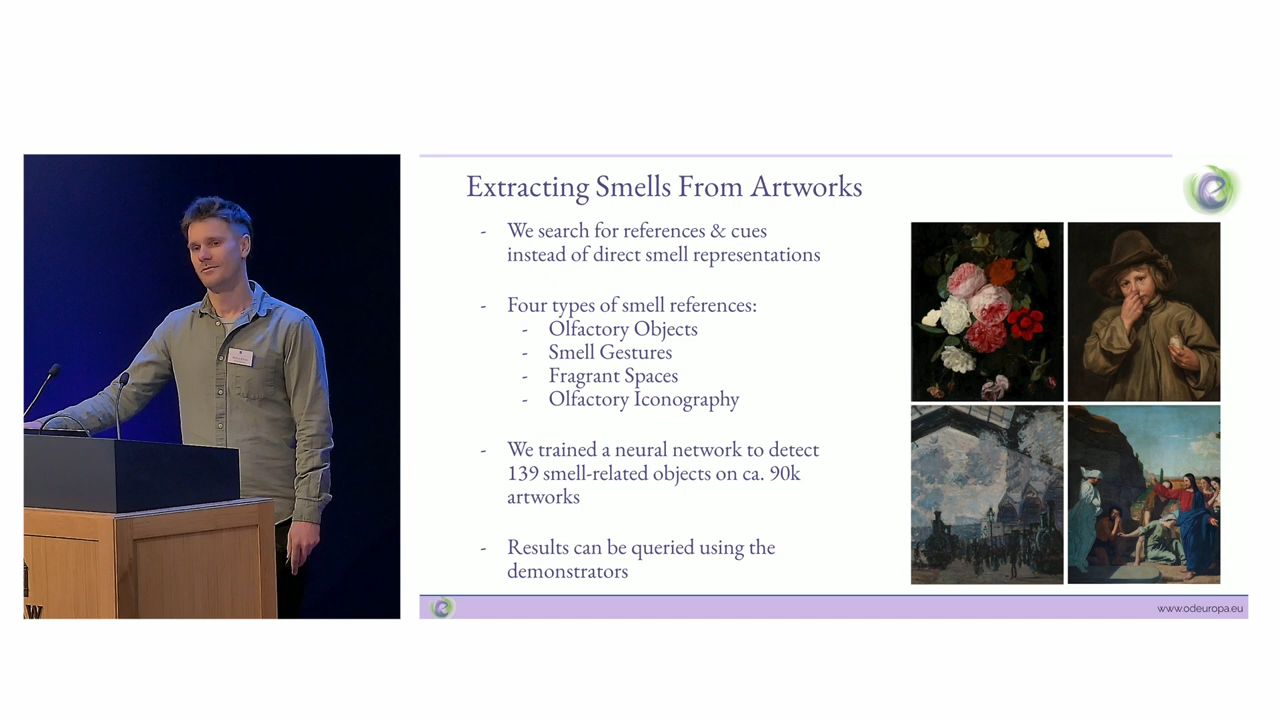 Extracting Smells From Artworks
- We search for references & cues
instead of direct smell representations
- Four types of smell references:
- Olfactory Objects
- Smell Gestures
- Fragrant Spaces
- Olfactory Iconography
- We trained a neural network to detect
139 smell-related objects on ca. 90k
artworks
- Results can be queried using the
demonstrators
www.odeuropa.eu
e
e
W